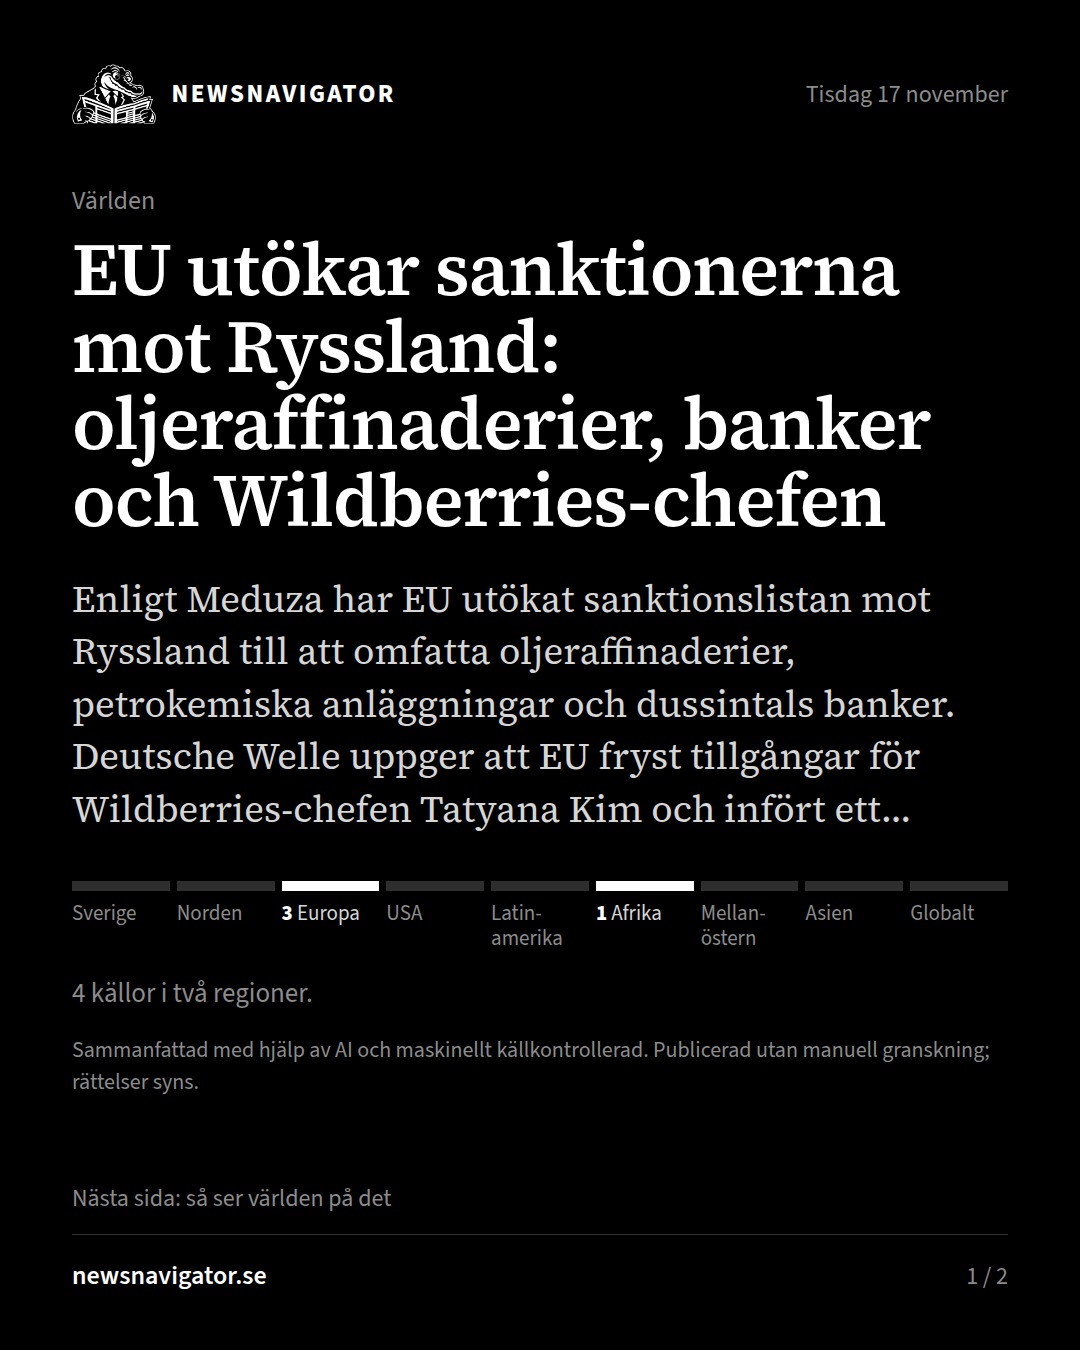 NEWSNAVIGATOR
Tisdag 17 november
Världen
EU utökar sanktionerna
mot Ryssland:
oljeraffinaderier, banker
och Wildberries-chefen
Enligt Meduza har EU utökat sanktionslistan mot
Ryssland till att omfatta oljeraffinaderier,
petrokemiska anläggningar och dussintals banker.
Deutsche Welle uppger att EU fryst tillgångar för
Wildberries-chefen Tatyana Kim och infört ett...
Sverige
Norden
3 Europa
USA
Latin-
amerika
1 Afrika
Mellan-
östern
Asien
Globalt
4 källor i två regioner.
Sammanfattad med hjälp av AI och maskinellt källkontrollerad. Publicerad utan manuell granskning;
rättelser syns.
Nästa sida: så ser världen på det
newsnavigator.se
1 / 2